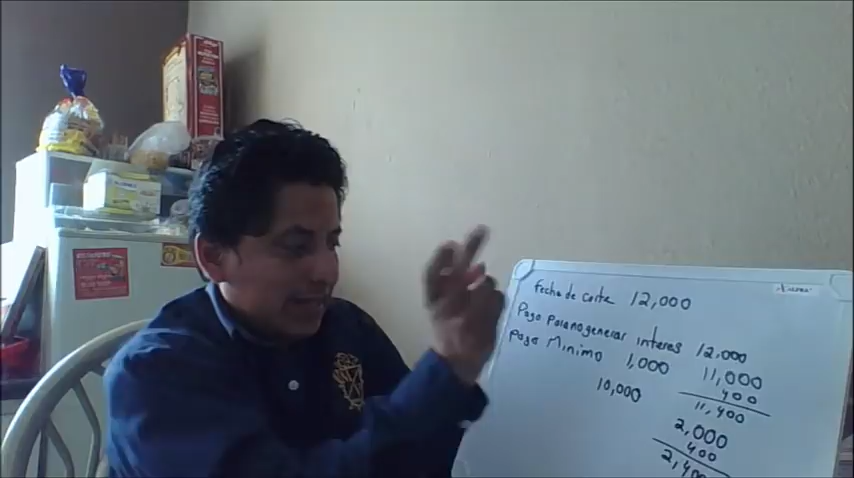 Fecha de Corte 12,000
Pago Para no generar interes 12,000
Pago Minimo 1,000 11,000
10,000 400
11,400
2,000
400
2,400